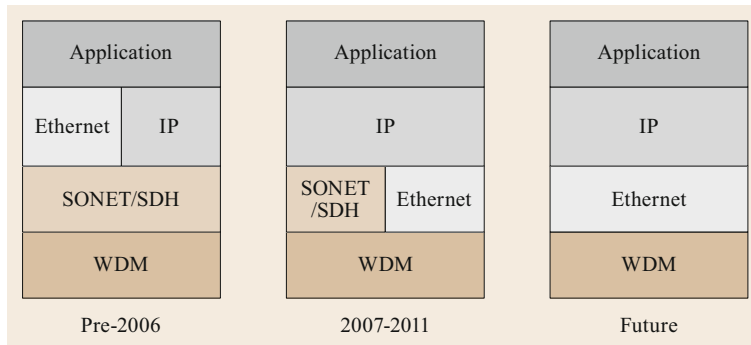 Application
Ethernet
IP
SONET/SDH
WDM
Pre-2006
Application
IP
SONET
/SDH
Ethernet
WDM
2007-2011
Application
IP
Ethernet
WDM
Future